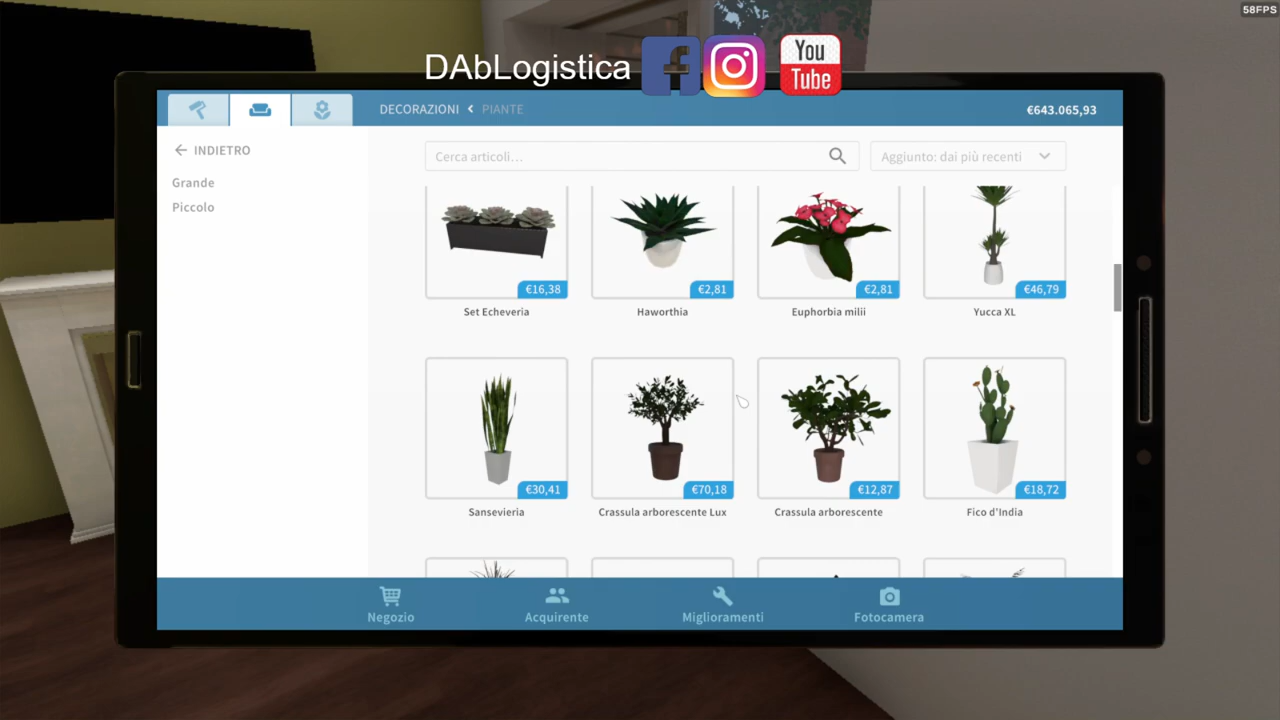 58FPS
DAbLogistica
f
You
Tube
DECORAZIONI < PIANTE
€643.065,93
← INDIETRO
Grande
Piccolo
Cerca articoli...
Aggiunto: dai più recenti
€16,38
€2,81
€2,81
€46,79
Set Echeveria
Haworthia
Euphorbia milii
Yucca XL
€30,41
€70,18
€12,87
€18,72
Sansevieria
Crassula arborescente Lux
Crassula arborescente
Fico d'India
Negozio
Acquirente
Miglioramenti
Fotocamera